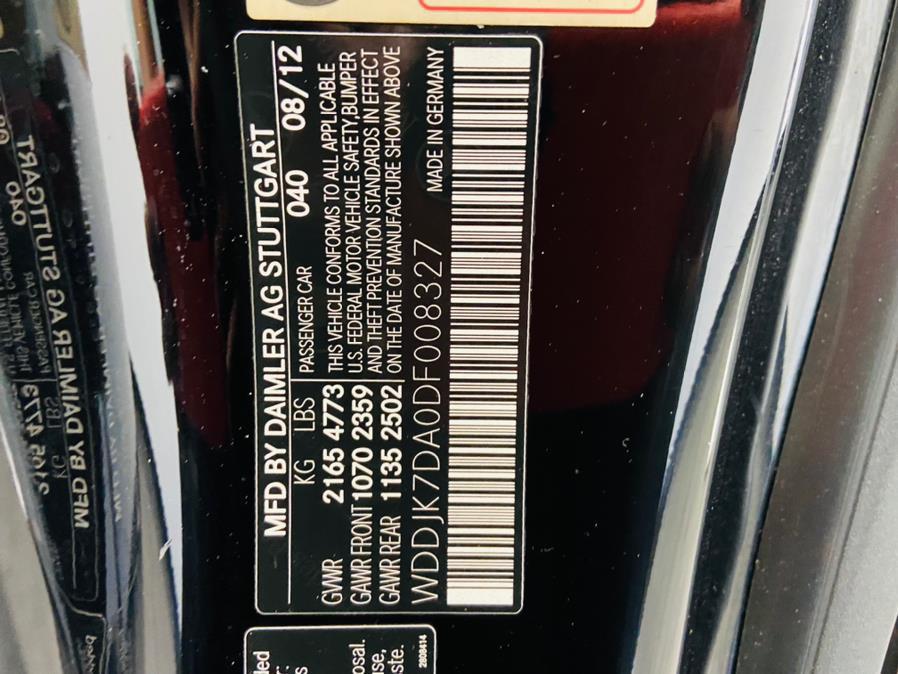 MFD BY DAIMLER AG STUTTGART
KG LBS PASSENGER CAR 040 08/12
GVWR 2165 4773 THIS VEHICLE CONFORMS TO ALL APPLICABLE
GAWR FRONT 1070 2359 U.S. FEDERAL MOTOR VEHICLE SAFETY, BUMPER
GAWR REAR 1135 2502 AND THEFT PREVENTION STANDARDS IN EFFECT
ON THE DATE OF MANUFACTURE SHOWN ABOVE
WDDJK7DA0DF008327 MADE IN GERMANY
2808414